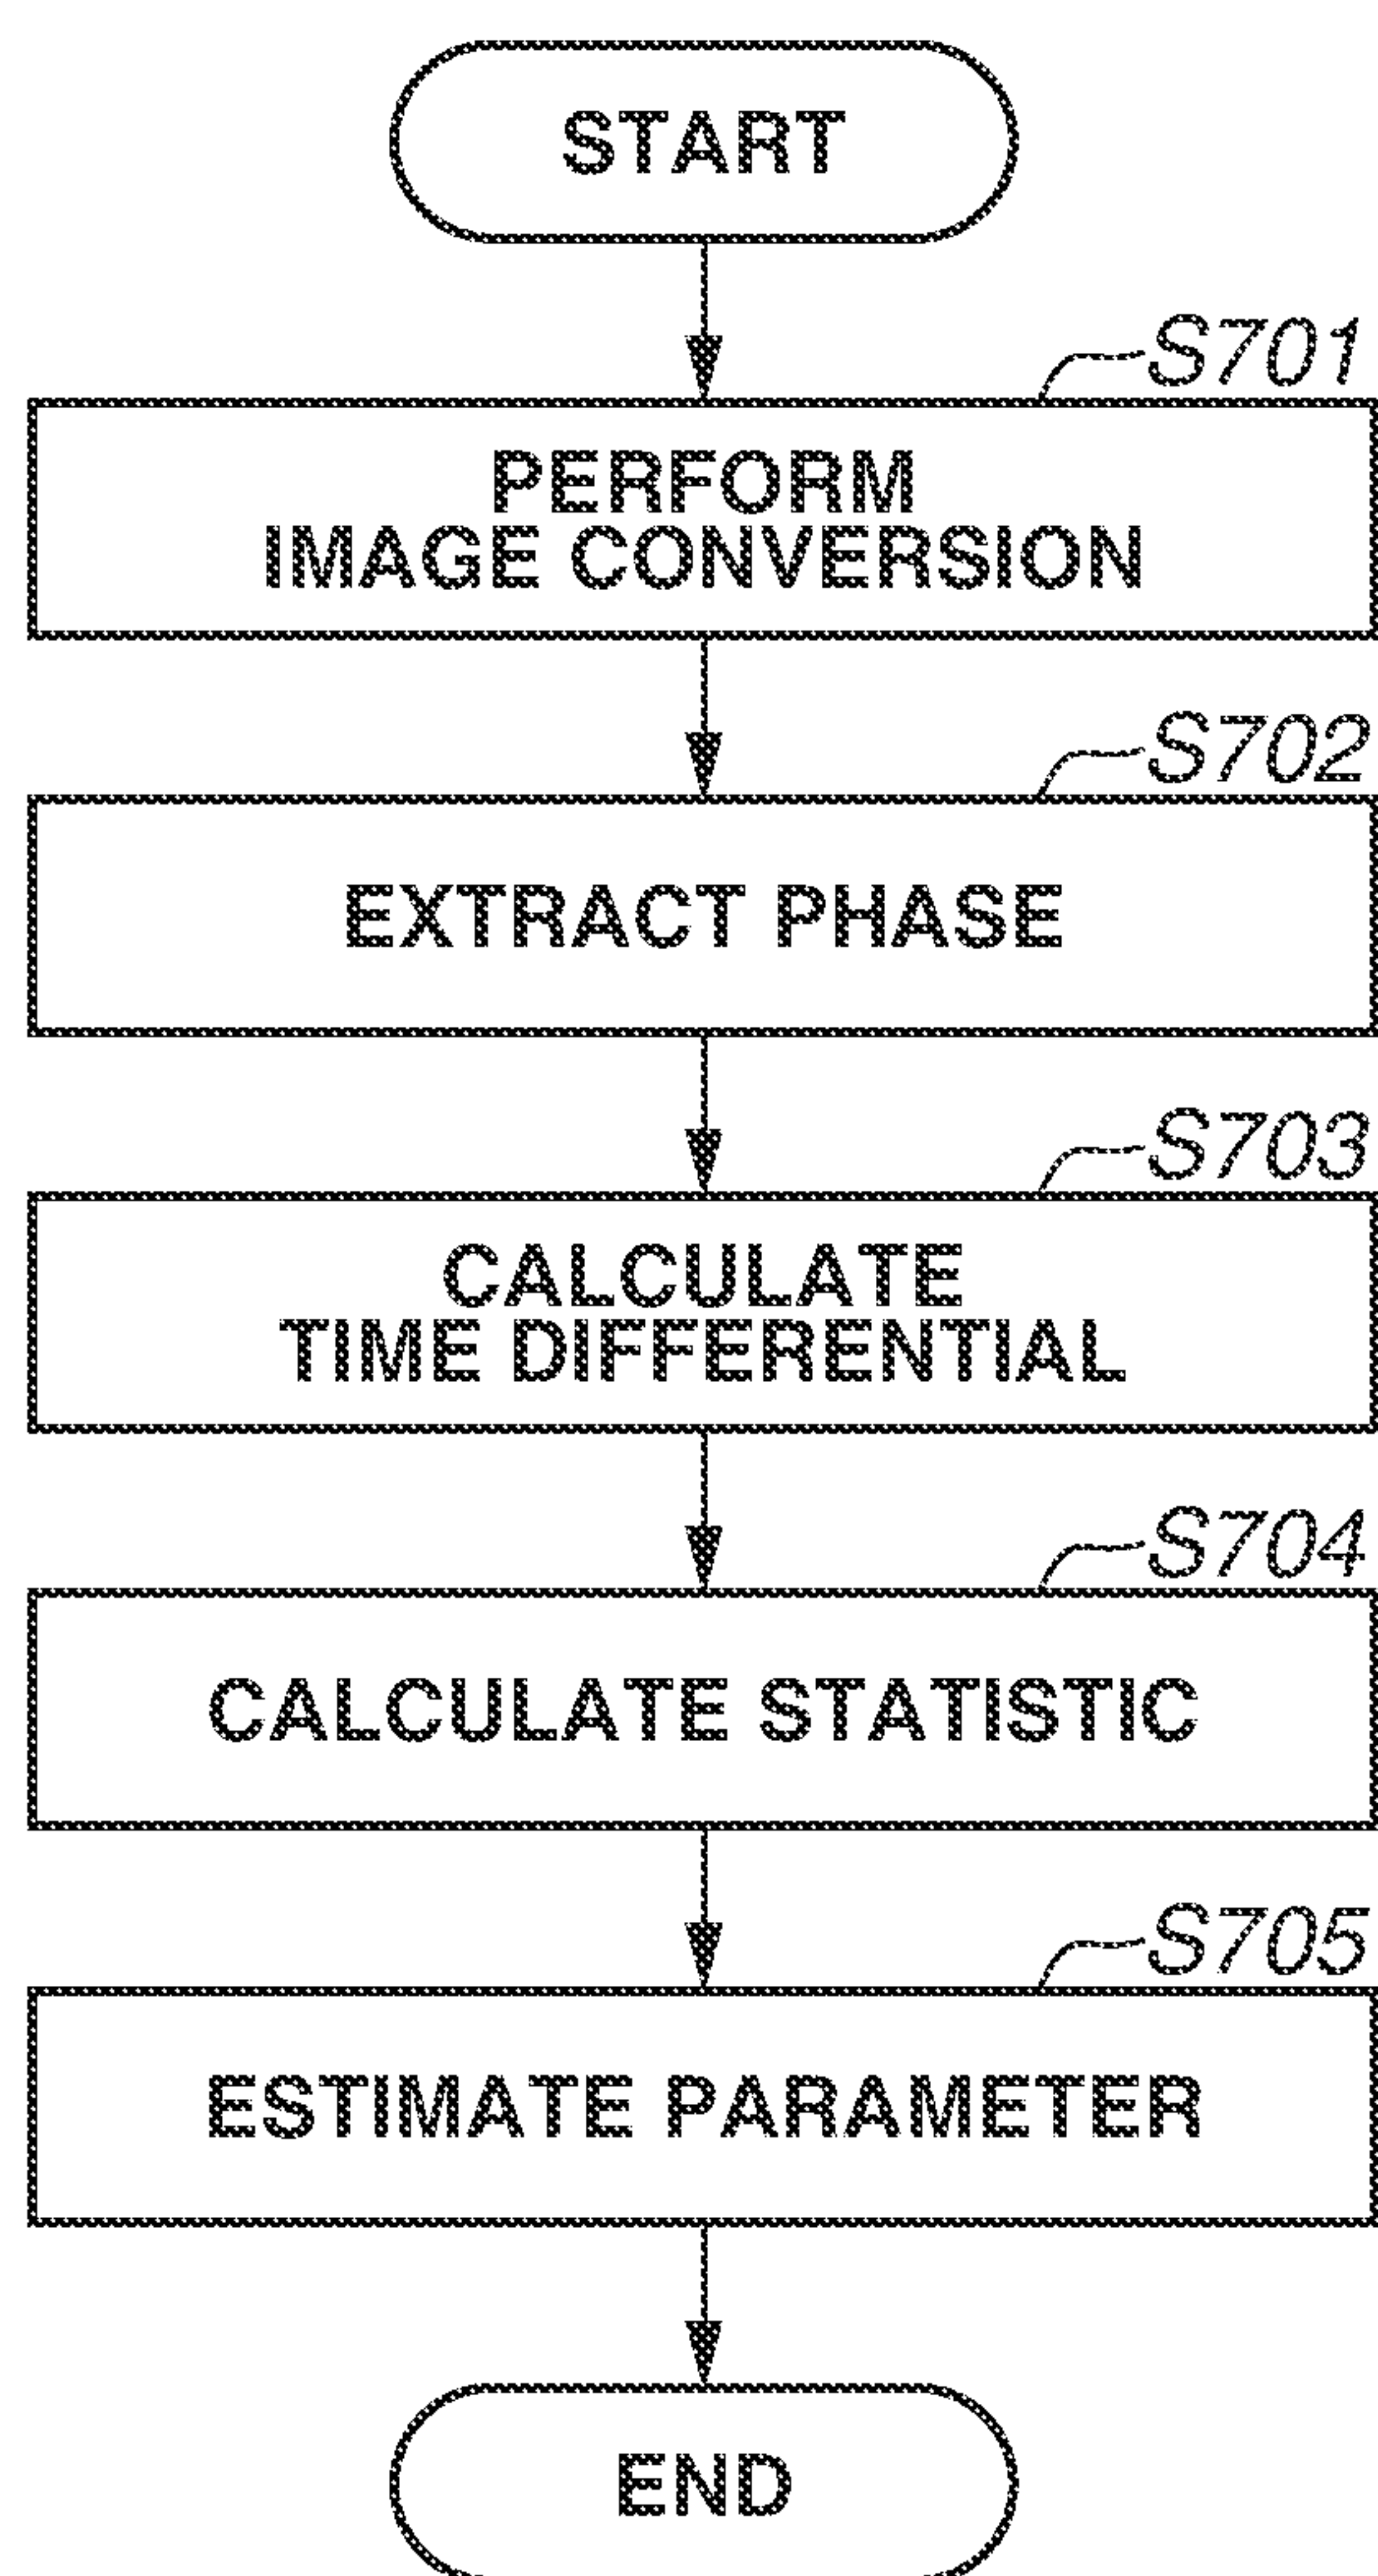 START
S701
PERFORM
IMAGE CONVERSION
S702
EXTRACT PHASE
S703
CALCULATE
TIME DIFFERENTIAL
S704
CALCULATE STATISTIC
S705
ESTIMATE PARAMETER
END